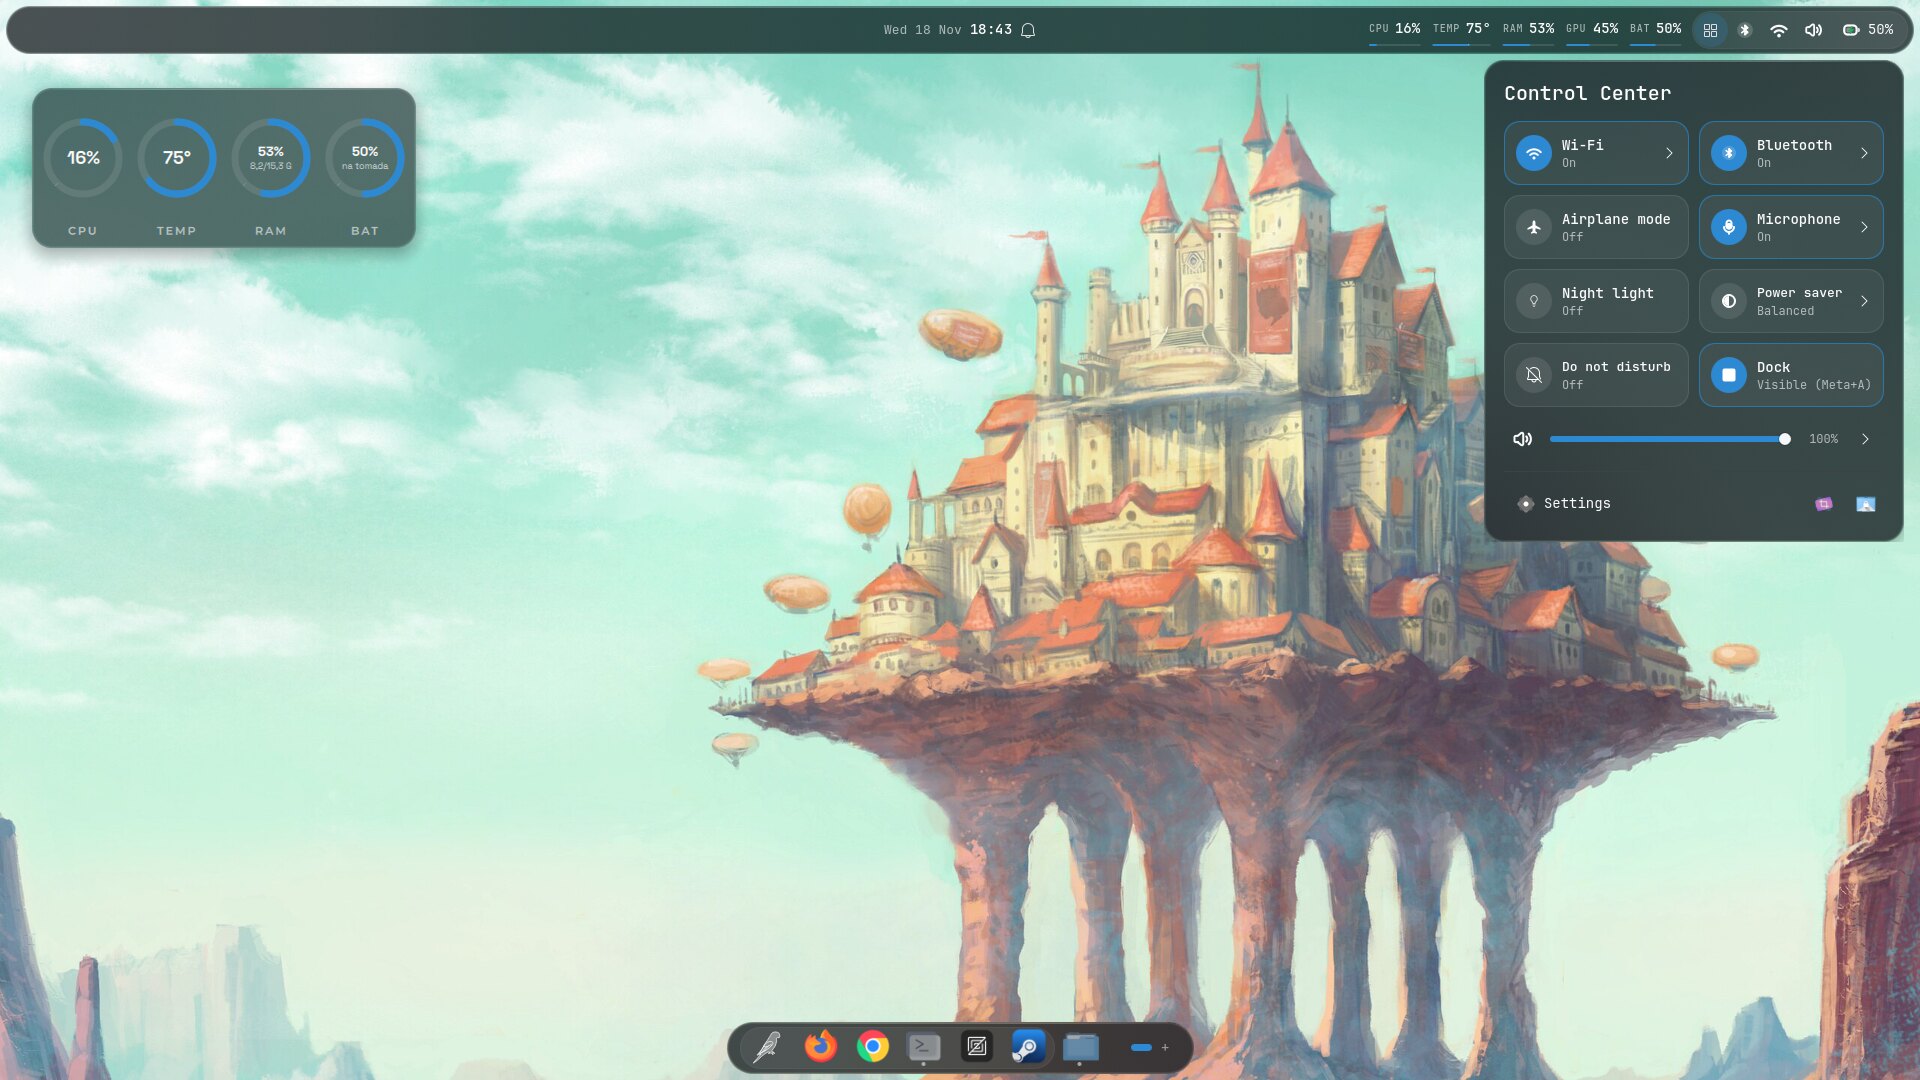 Wed 18 Nov 18:43
CPU 16% TEMP 75° RAM 53% GPU 45% BAT 50%
50%
16%
CPU
75°
TEMP
53%
8,2/15,3 G
RAM
50%
na tomada
BAT
Control Center
Wi-Fi
On
Bluetooth
On
Airplane mode
Off
Microphone
On
Night light
Off
Power saver
Balanced
Do not disturb
Off
Dock
Visible (Meta+A)
100%
Settings